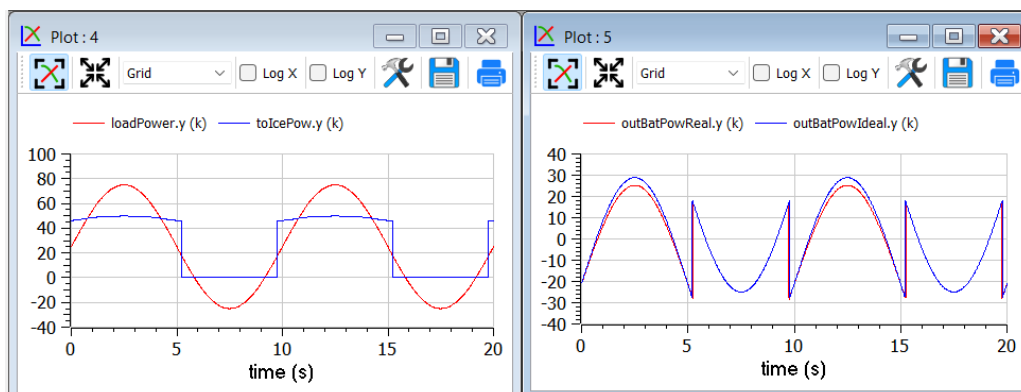 Plot : 4
Grid
Log X
Log Y
loadPower.y (k)
toIcePow.y (k)
100
80
60
40
20
0
-20
-40
0
5
10
15
20
time (s)
Plot : 5
Grid
Log X
Log Y
outBatPowReal.y (k)
outBatPowIdeal.y (k)
40
30
20
10
0
-10
-20
-30
-40
0
5
10
15
20
time (s)